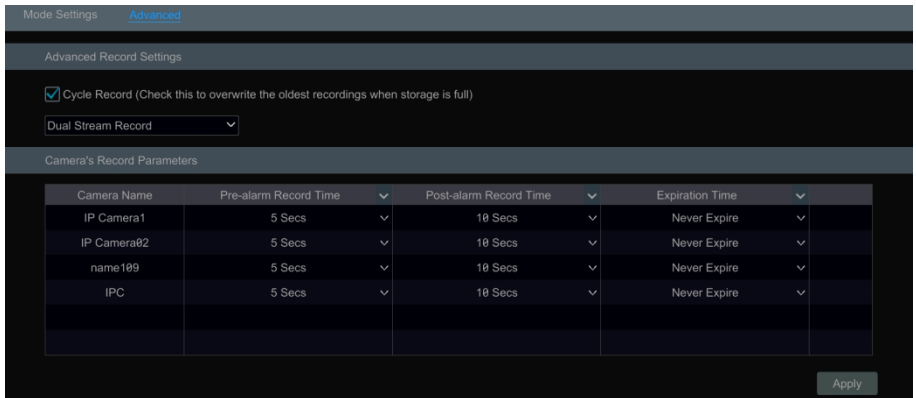 Mode Settings Advanced
Advanced Record Settings
Cycle Record (Check this to overwrite the oldest recordings when storage is full)
Dual Stream Record
Camera's Record Parameters
Camera Name Pre-alarm Record Time Post-alarm Record Time Expiration Time
IP Camera1 5 Secs 10 Secs Never Expire
IP Camera02 5 Secs 10 Secs Never Expire
name109 5 Secs 10 Secs Never Expire
IPC 5 Secs 10 Secs Never Expire
Apply